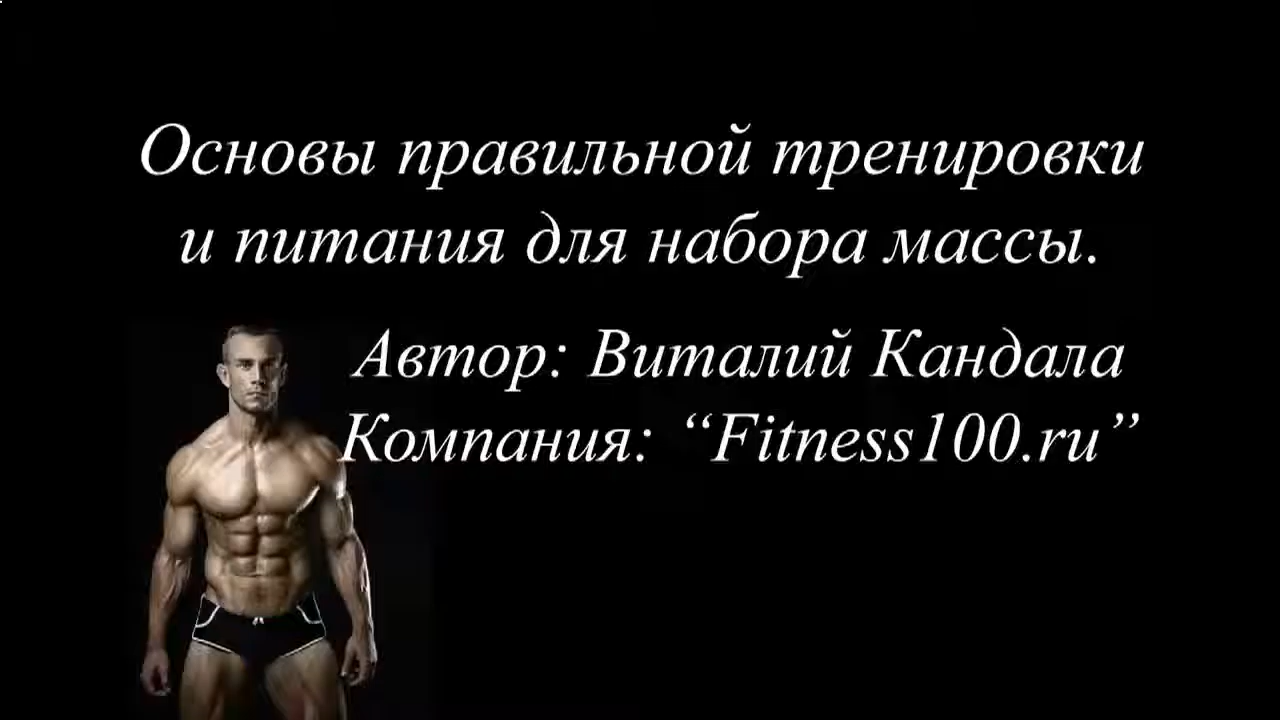 Основы правильной тренировки
и питания для набора массы.
Автор: Виталий Кандала
Компания: “Fitness100.ru”